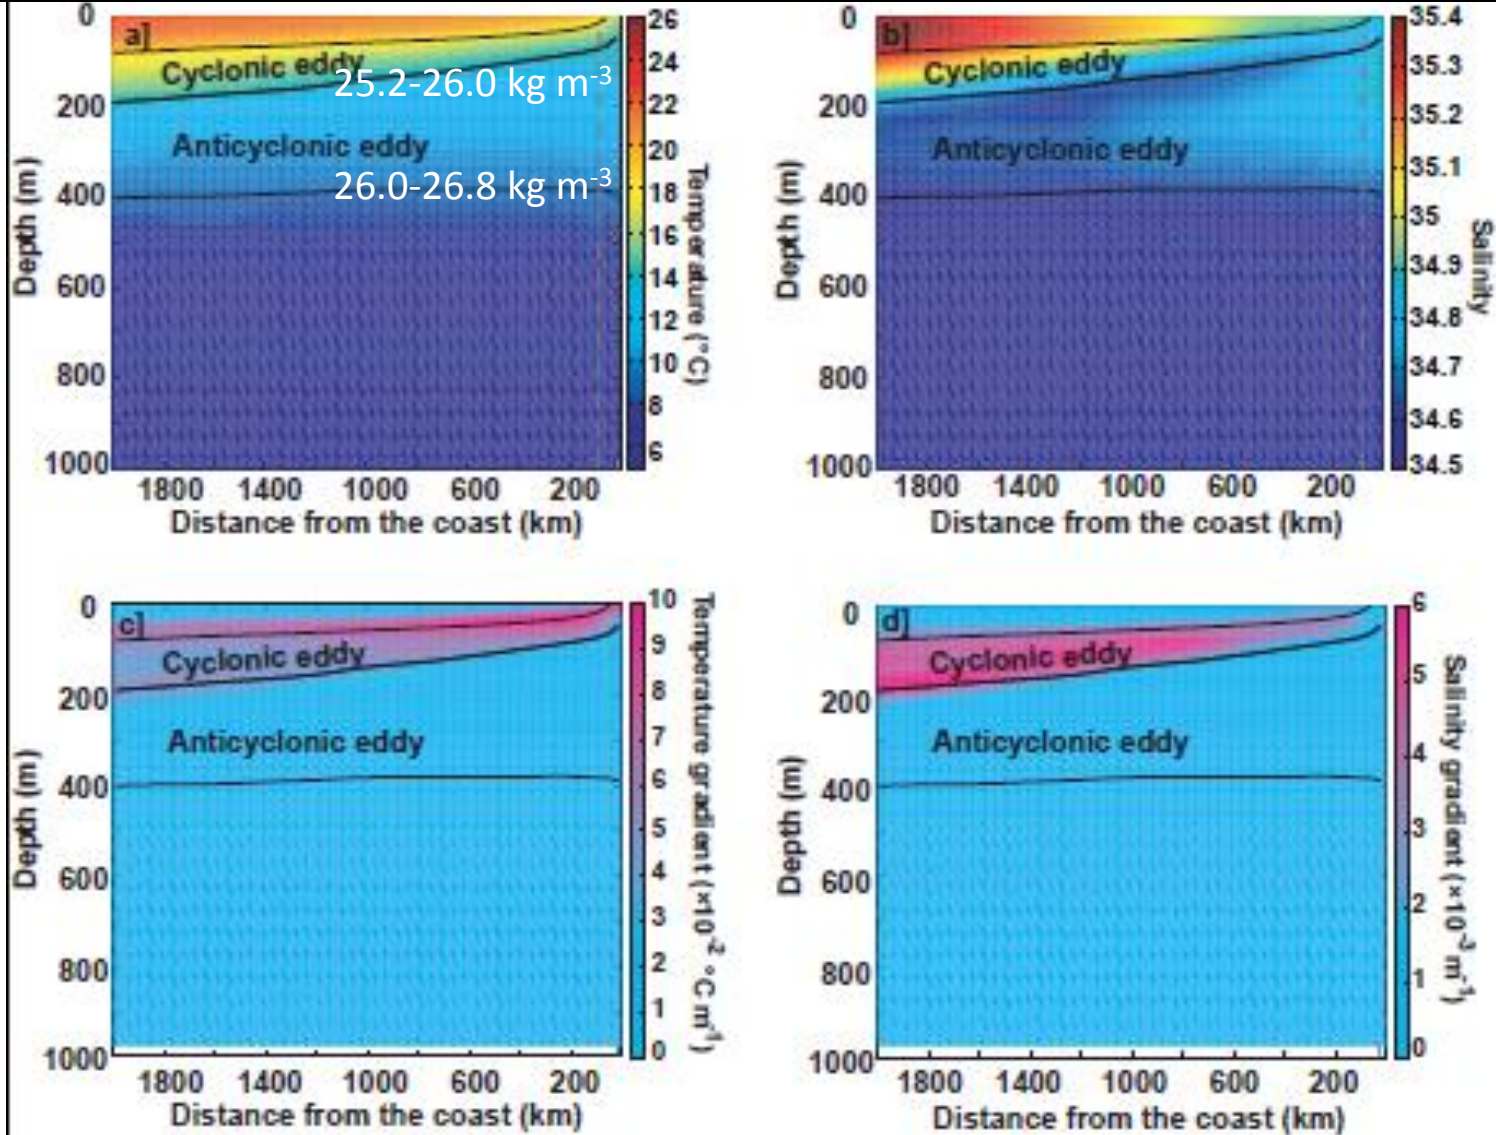 a]
0
200
400
600
800
1000
Depth (m)
Cyclonic eddy
25.2-26.0 kg m-3
Anticyclonic eddy
26.0-26.8 kg m-3
1800 1400 1000 600 200
Distance from the coast (km)
26
24
22
20
18
16
14
12
10
8
6
Temperature (°C)
b]
0
200
400
600
800
1000
Depth (m)
Cyclonic eddy
Anticyclonic eddy
1800 1400 1000 600 200
Distance from the coast (km)
35.4
35.3
35.2
35.1
35
34.9
34.8
34.7
34.6
34.5
Salinity
c]
0
200
400
600
800
1000
Depth (m)
Cyclonic eddy
Anticyclonic eddy
1800 1400 1000 600 200
Distance from the coast (km)
10
9
8
7
6
5
4
3
2
1
0
Temperature gradient (×10-2 °C m-1)
d]
0
200
400
600
800
1000
Depth (m)
Cyclonic eddy
Anticyclonic eddy
1800 1400 1000 600 200
Distance from the coast (km)
6
5
4
3
2
1
0
Salinity gradient (×10-3 m-1)